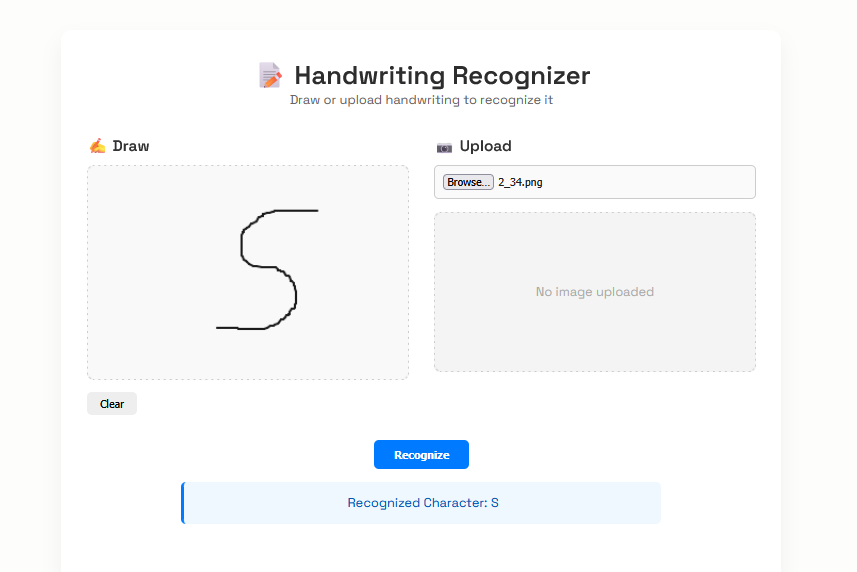 📝 Handwriting Recognizer
Draw or upload handwriting to recognize it
✍️ Draw
S
Clear
📷 Upload
Browse... 2_34.png
No image uploaded
Recognize
Recognized Character: S